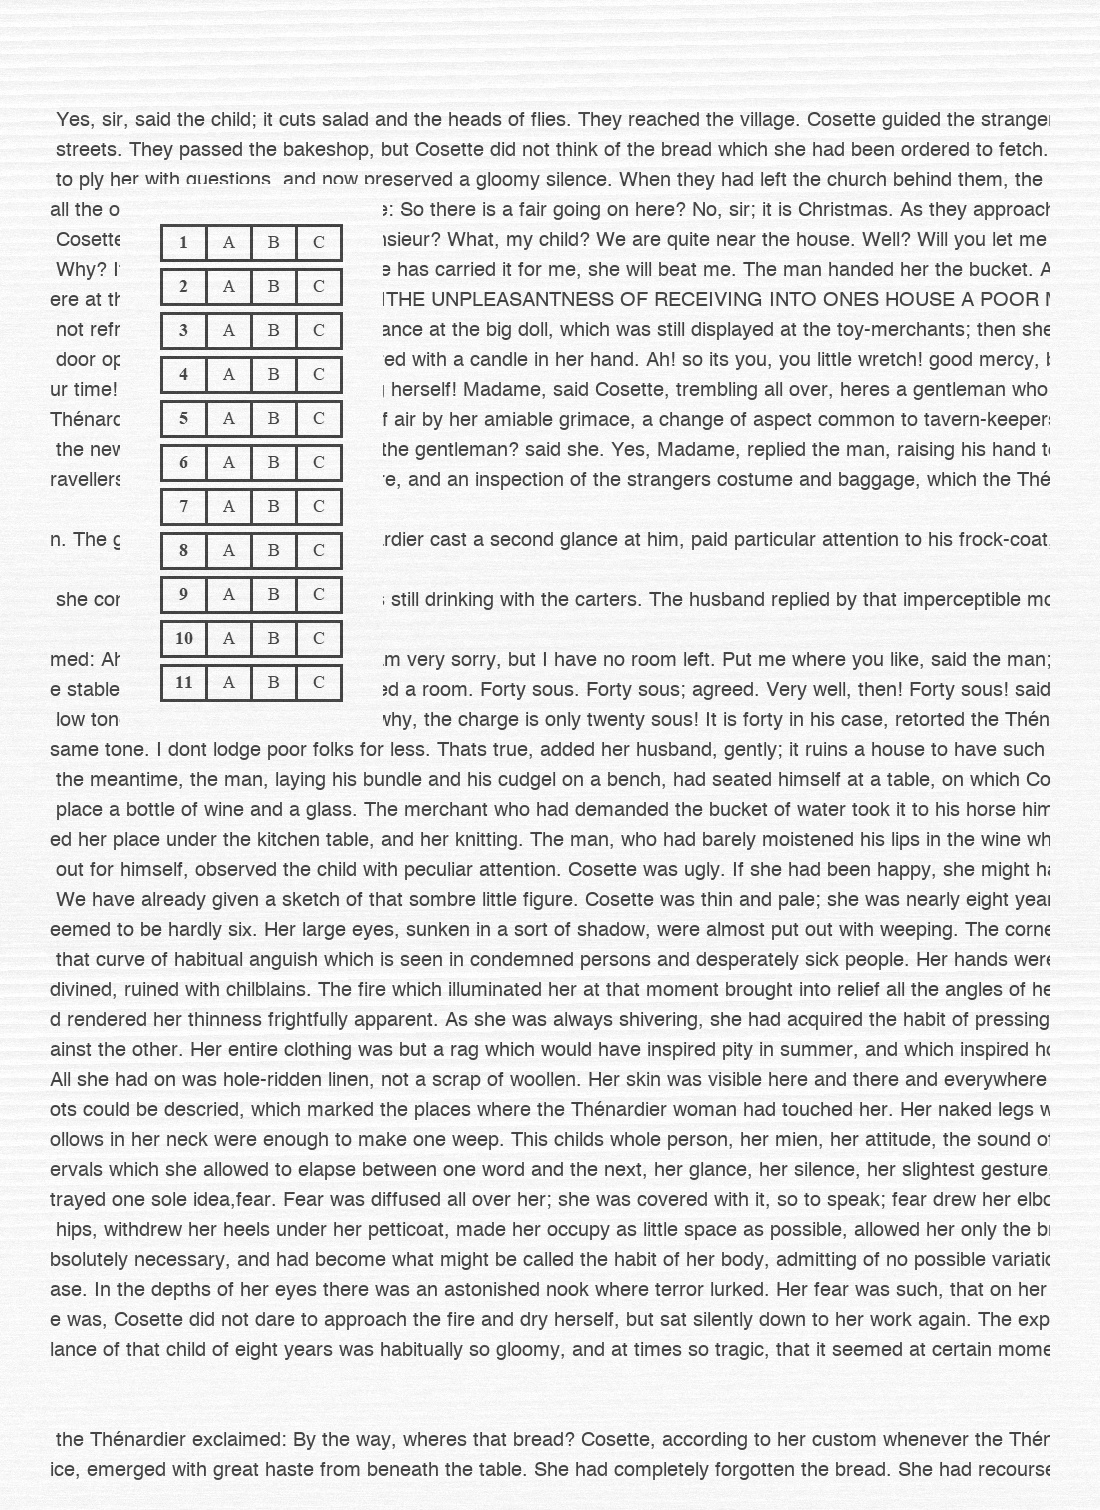 Yes, sir, said the child; it cuts salad and the heads of flies. They reached the village. Cosette guided the stranger
streets. They passed the bakeshop, but Cosette did not think of the bread which she had been ordered to fetch.
to ply her with questions, and now preserved a gloomy silence. When they had left the church behind them, the
all the : So there is a fair going on here? No, sir; it is Christmas. As they approach
Cosette What, my child? We are quite near the house. Well? Will you let me
Why? has carried it for me, she will beat me. The man handed her the bucket. A
ere at THE UNPLEASANTNESS OF RECEIVING INTO ONES HOUSE A POOR
not at the big doll, which was still displayed at the toy-merchants; then she
door with a candle in her hand. Ah! so its you, you little wretch! good mercy,
ur time! herself! Madame, said Cosette, trembling all over, heres a gentleman who
air by her amiable grimace, a change of aspect common to tavern-keepers
the the gentleman? said she. Yes, Madame, replied the man, raising his hand
ravellers and an inspection of the strangers costume and baggage, which the Thé
n. The cast a second glance at him, paid particular attention to his frock-coat,
she still drinking with the carters. The husband replied by that imperceptible
med: very sorry, but I have no room left. Put me where you like, said the man;
e stable a room. Forty sous. Forty sous; agreed. Very well, then! Forty sous! said
low why, the charge is only twenty sous! It is forty in his case, retorted the Thén
same tone. I dont lodge poor folks for less. Thats true, added her husband, gently; it ruins a house to have such
the meantime, the man, laying his bundle and his cudgel on a bench, had seated himself at a table, on which Co
place a bottle of wine and a glass. The merchant who had demanded the bucket of water took it to his horse him
ed her place under the kitchen table, and her knitting. The man, who had barely moistened his lips in the wine wh
out for himself, observed the child with peculiar attention. Cosette was ugly. If she had been happy, she might ha
We have already given a sketch of that sombre little figure. Cosette was thin and pale; she was nearly eight year
eemed to be hardly six. Her large eyes, sunken in a sort of shadow, were almost put out with weeping. The corne
that curve of habitual anguish which is seen in condemned persons and desperately sick people. Her hands were
divined, ruined with chilblains. The fire which illuminated her at that moment brought into relief all the angles of he
d rendered her thinness frightfully apparent. As she was always shivering, she had acquired the habit of pressing
ainst the other. Her entire clothing was but a rag which would have inspired pity in summer, and which inspired ho
All she had on was hole-ridden linen, not a scrap of woollen. Her skin was visible here and there and everywhere
ots could be descried, which marked the places where the Thénardier woman had touched her. Her naked legs w
ollows in her neck were enough to make one weep. This childs whole person, her mien, her attitude, the sound of
ervals which she allowed to elapse between one word and the next, her glance, her silence, her slightest gesture,
trayed one sole idea,fear. Fear was diffused all over her; she was covered with it, so to speak; fear drew her elbo
hips, withdrew her heels under her petticoat, made her occupy as little space as possible, allowed her only the br
bsolutely necessary, and had become what might be called the habit of her body, admitting of no possible variatio
ase. In the depths of her eyes there was an astonished nook where terror lurked. Her fear was such, that on her
e was, Cosette did not dare to approach the fire and dry herself, but sat silently down to her work again. The exp
lance of that child of eight years was habitually so gloomy, and at times so tragic, that it seemed at certain mome
the Thénardier exclaimed: By the way, wheres that bread? Cosette, according to her custom whenever the Thén
ice, emerged with great haste from beneath the table. She had completely forgotten the bread. She had recourse
1 A B C
2 A B C
3 A B C
4 A B C
5 A B C
6 A B C
7 A B C
8 A B C
9 A B C
10 A B C
11 A B C